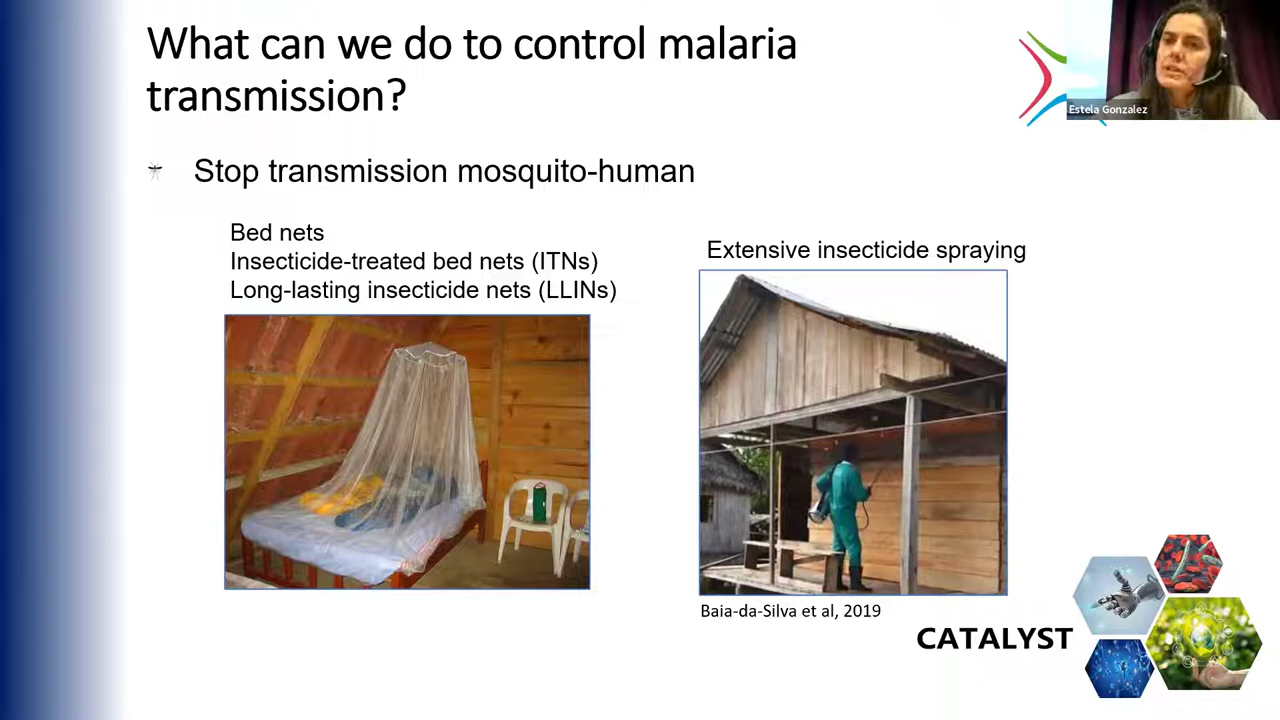 What can we do to control malaria
transmission?
Estela Gonzalez
Stop transmission mosquito-human
Bed nets
Insecticide-treated bed nets (ITNs)
Long-lasting insecticide nets (LLINs)
Extensive insecticide spraying
Baia-da-Silva et al, 2019
CATALYST